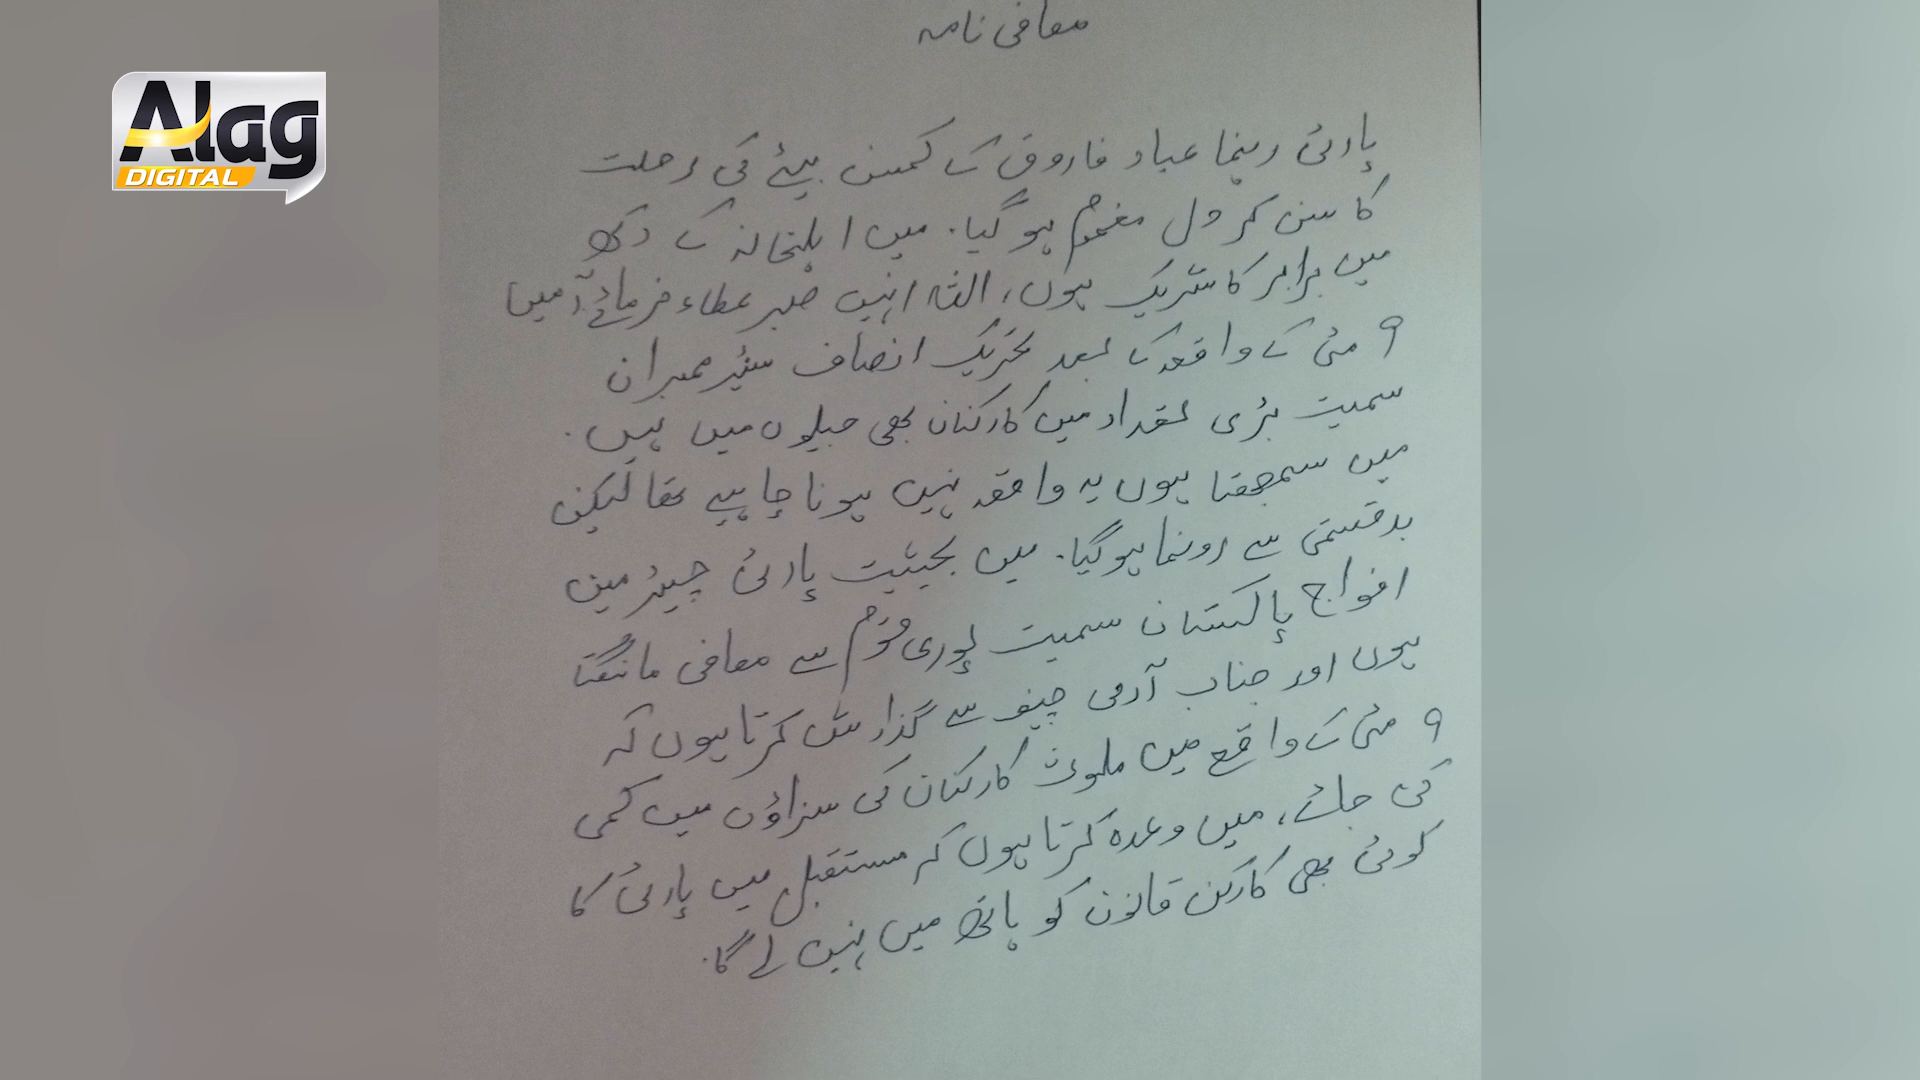 Alag
DIGITAL
معافی نامہ
پارٹی رہنما عباد فاروق کے کمسن بیٹے کی رحلت
کا سن کر دل مغموم ہو گیا. میں اہلخانہ کے دکھ
میں برابر کا شریک ہوں، اللہ انہیں صبر عطاء فرمائے آمین
۹ مئی کے واقعہ کے بعد تحریک انصاف سینئر ممبران
سمیت بڑی تعداد میں کارکنان بھی جیلوں میں ہیں.
میں سمجھتا ہوں یہ واقعہ نہیں ہونا چاہیے تھا لیکن
بدقسمتی سے رونما ہو گیا. میں بحیثیت پارٹی چیئرمین
افواج پاکستان سمیت پوری قوم سے معافی مانگتا
ہوں اور جناب آرمی چیف سے گذارش کرتا ہوں کہ
۹ مئی کے واقع میں ملوث کارکنان کی سزاؤں میں کمی
کی جائے، میں وعدہ کرتا ہوں کہ مستقبل میں پارٹی کا
کوئی بھی کارکن قانون کو ہاتھ میں نہیں لے گا.